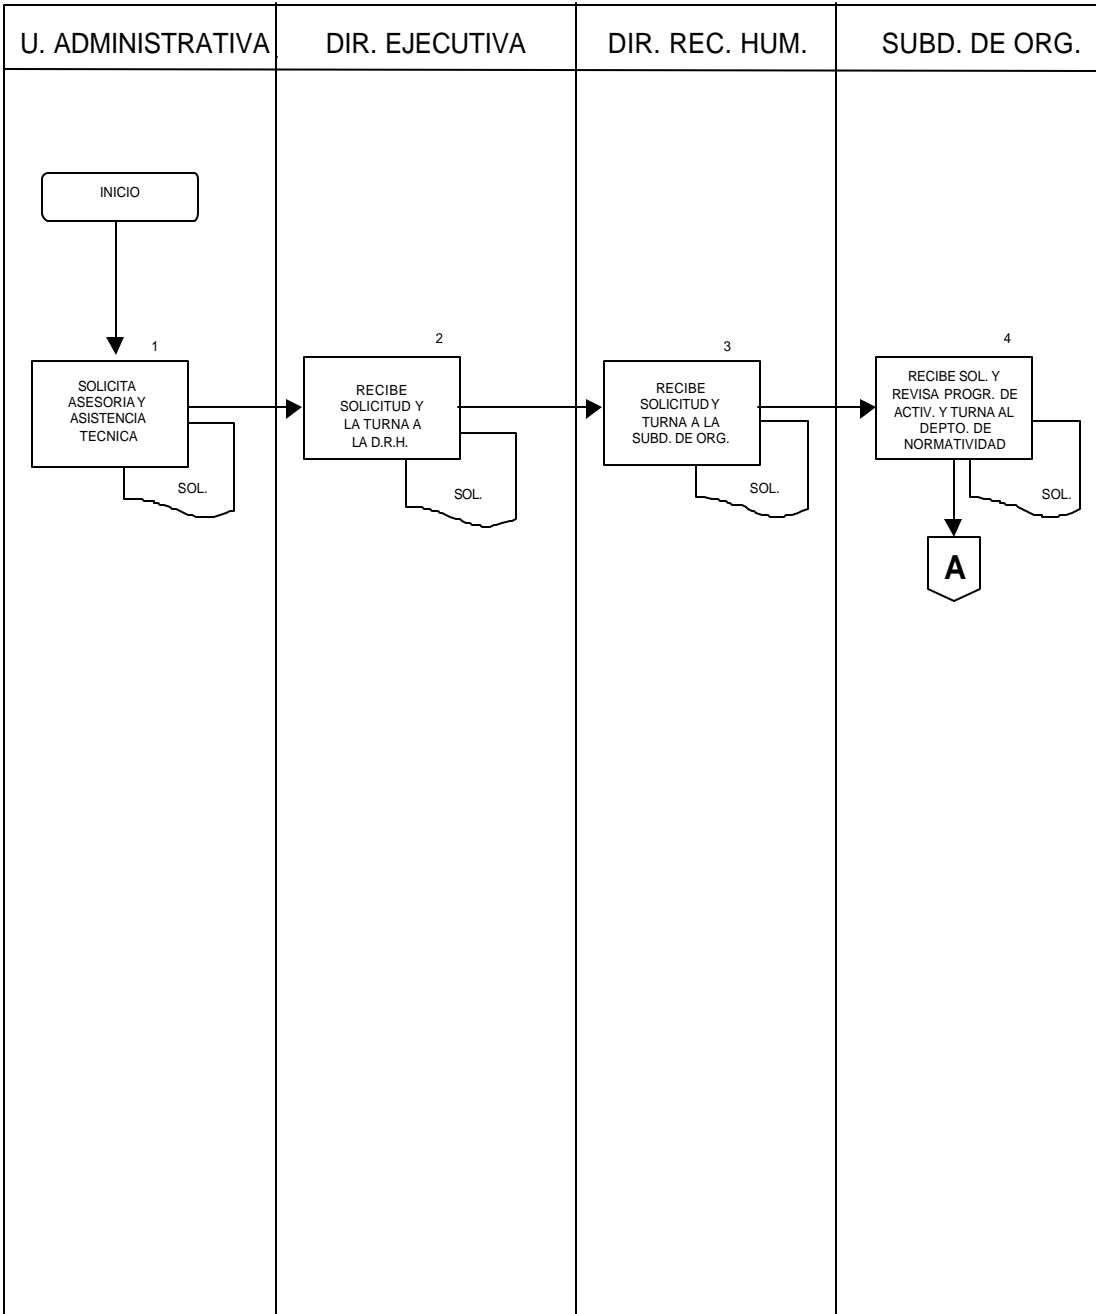 U. ADMINISTRATIVA
DIR. EJECUTIVA
DIR. REC. HUM.
SUBD. DE ORG.
INICIO
1
SOLICITA
ASESORIA Y
ASISTENCIA
TECNICA
SOL.
2
RECIBE
SOLICITUD Y
LA TURNA A
LA D.R.H.
SOL.
3
RECIBE
SOLICITUD Y
TURNA A LA
SUBD. DE ORG.
SOL.
4
RECIBE SOL. Y
REVISA PROGR. DE
ACTIV. Y TURNA AL
DEPTO. DE
NORMATIVIDAD
SOL.
A